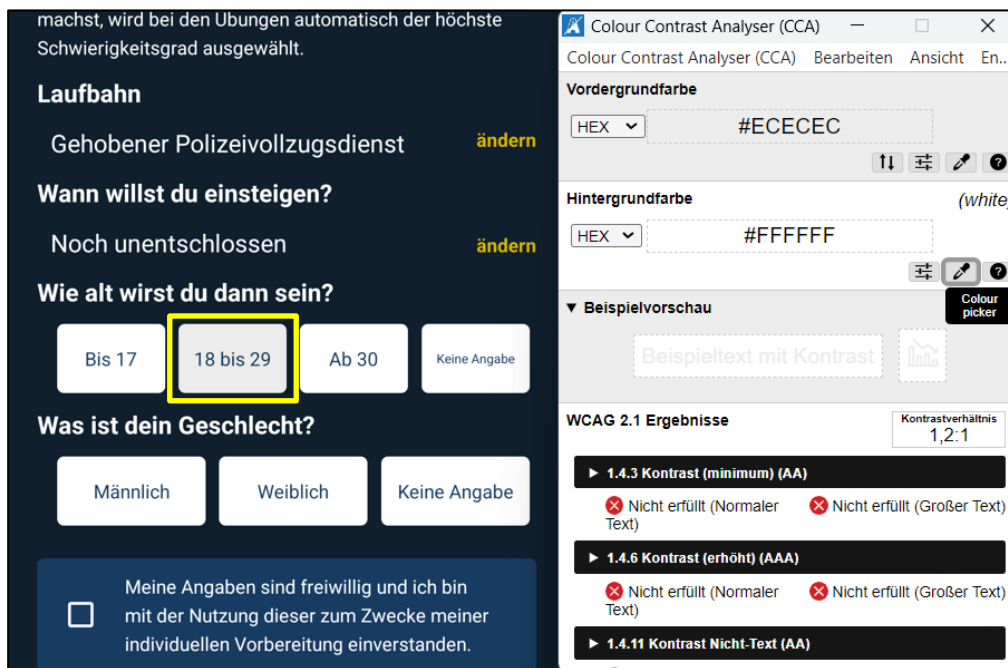 machst, wird bei den Übungen automatisch der höchste
Schwierigkeitsgrad ausgewählt.
Laufbahn
Gehobener Polizeivollzugsdienst ändern
Wann willst du einsteigen?
Noch unentschlossen ändern
Wie alt wirst du dann sein?
Bis 17 18 bis 29 Ab 30 Keine Angabe
Was ist dein Geschlecht?
Männlich Weiblich Keine Angabe
Meine Angaben sind freiwillig und ich bin
mit der Nutzung dieser zum Zwecke meiner
individuellen Vorbereitung einverstanden.
Colour Contrast Analyser (CCA)
Colour Contrast Analyser (CCA) Bearbeiten Ansicht En...
Vordergrundfarbe
HEX #ECECEC
Hintergrundfarbe (white)
HEX #FFFFFF
Colour
picker
Beispielvorschau
Beispieltext mit Kontrast
WCAG 2.1 Ergebnisse
Kontrastverhältnis
1,2:1
1.4.3 Kontrast (minimum) (AA)
Nicht erfüllt (Normaler Text) Nicht erfüllt (Großer Text)
1.4.6 Kontrast (erhöht) (AAA)
Nicht erfüllt (Normaler Text) Nicht erfüllt (Großer Text)
1.4.11 Kontrast Nicht-Text (AA)